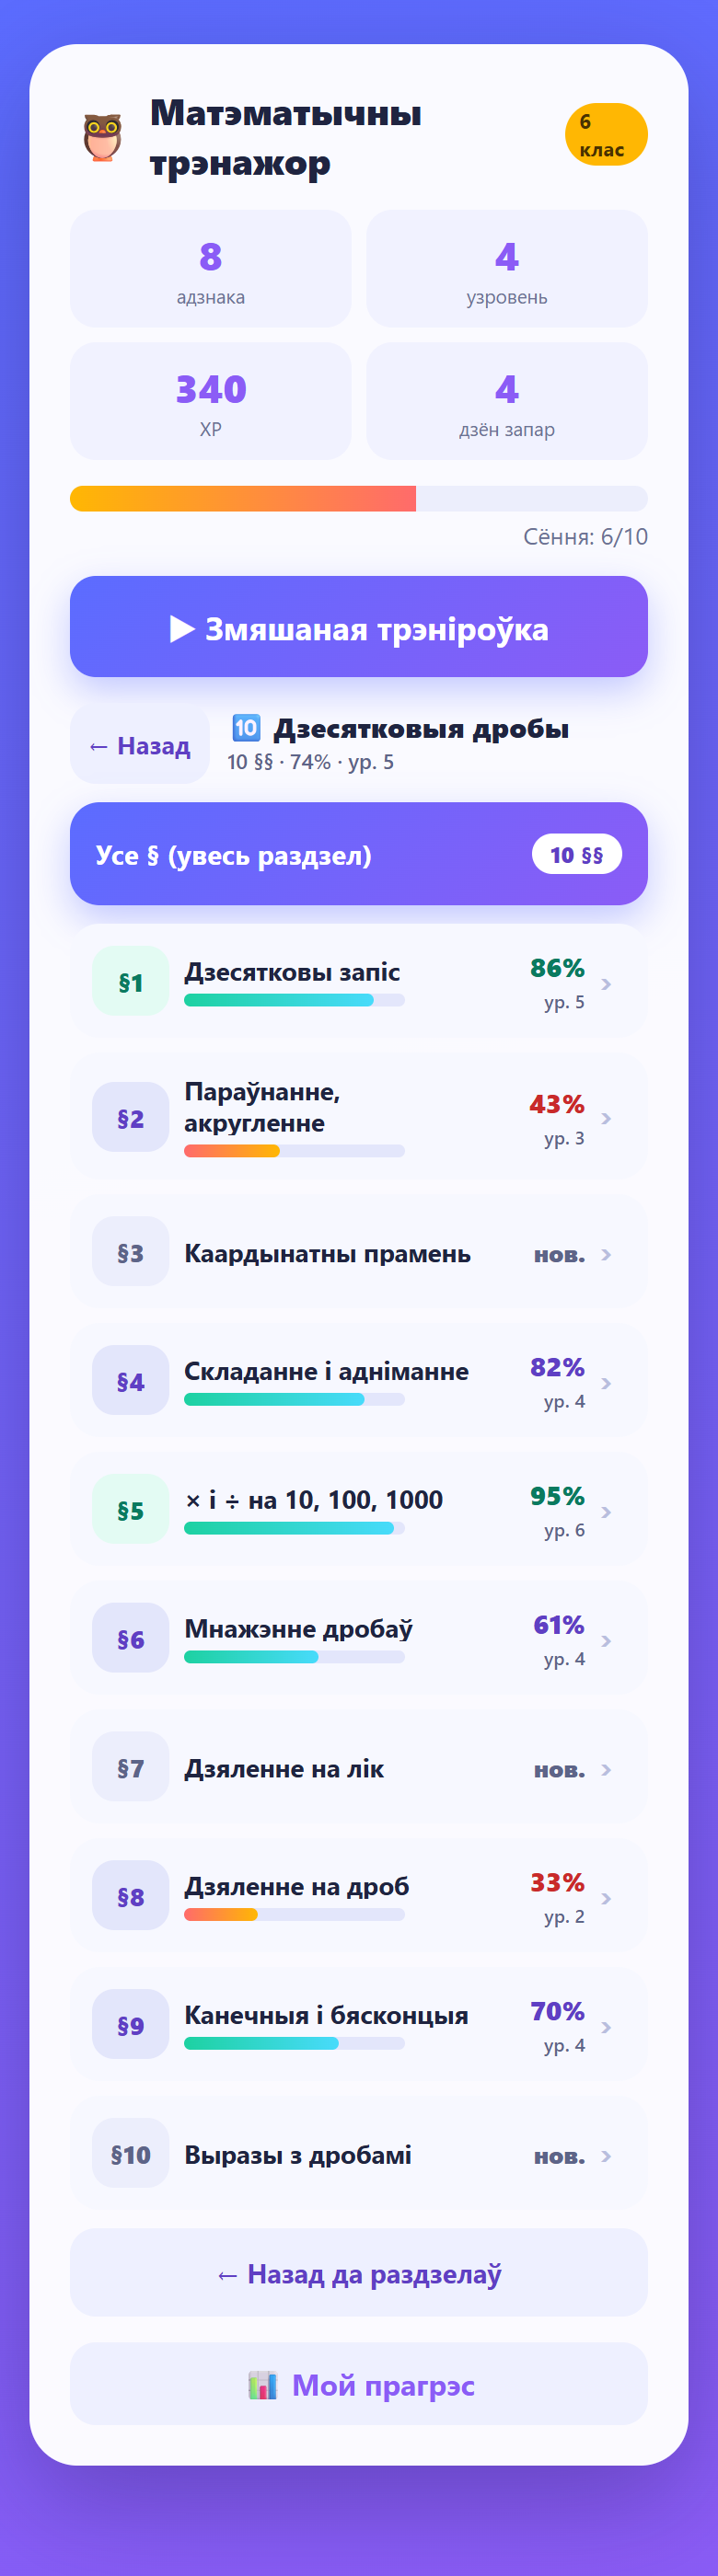 Матэматычны
трэнажор
6
клас
8
адзнака
4
узровень
340
XP
4
дзён запар
Сёння: 6/10
▶ Змяшаная трэніроўка
← Назад
🔟 Дзесятковыя дробы
10 §§ · 74% · ур. 5
Усе § (увесь раздзел)
10 §§
§1
Дзесятковы запіс
86%
ур. 5
›
§2
Параўнанне,
акругленне
43%
ур. 3
›
§3
Каардынатны прамень
нов.
›
§4
Складанне і адніманне
82%
ур. 4
›
§5
× і ÷ на 10, 100, 1000
95%
ур. 6
›
§6
Мнажэнне дробаў
61%
ур. 4
›
§7
Дзяленне на лік
нов.
›
§8
Дзяленне на дроб
33%
ур. 2
›
§9
Канечныя і бясконцыя
70%
ур. 4
›
§10
Выразы з дробамі
нов.
›
← Назад да раздзелаў
📊 Мой прагрэс